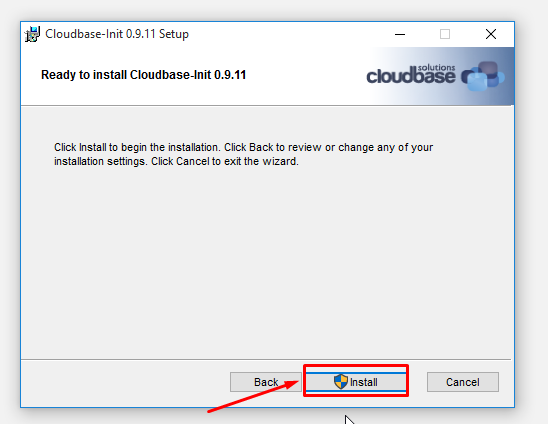 Cloudbase-Init 0.9.11 Setup
Ready to install Cloudbase-Init 0.9.11
solutions
cloudbase
Click Install to begin the installation. Click Back to review or change any of your
installation settings. Click Cancel to exit the wizard.
Back
Install
Cancel